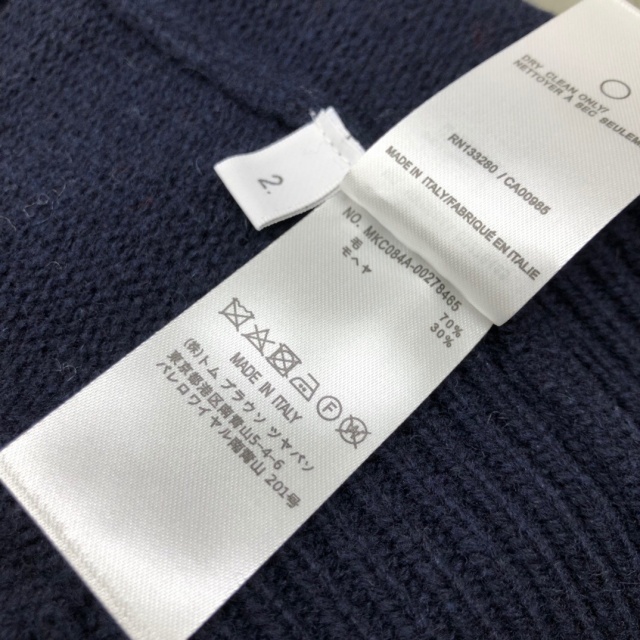 DRY CLEAN ONLY
NETTOYER A SEC SEULEMENT
RN133290 / CA00986
MADE IN ITALY/FABRIQUÉ EN ITALIE
2.
NO. MKC084A-00278465
毛 70%
モヘヤ 30%
MADE IN ITALY
(株)トム ブラウン ジャパン
東京都港区南青山5-4-6
パレロワイヤル南青山 201号